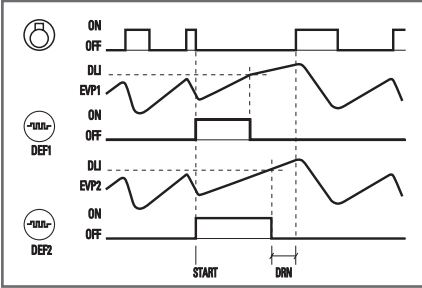 ON
OFF
DLI
EVP1
ON
OFF
DEF1
DLI
EVP2
ON
OFF
DEF2
START DRN